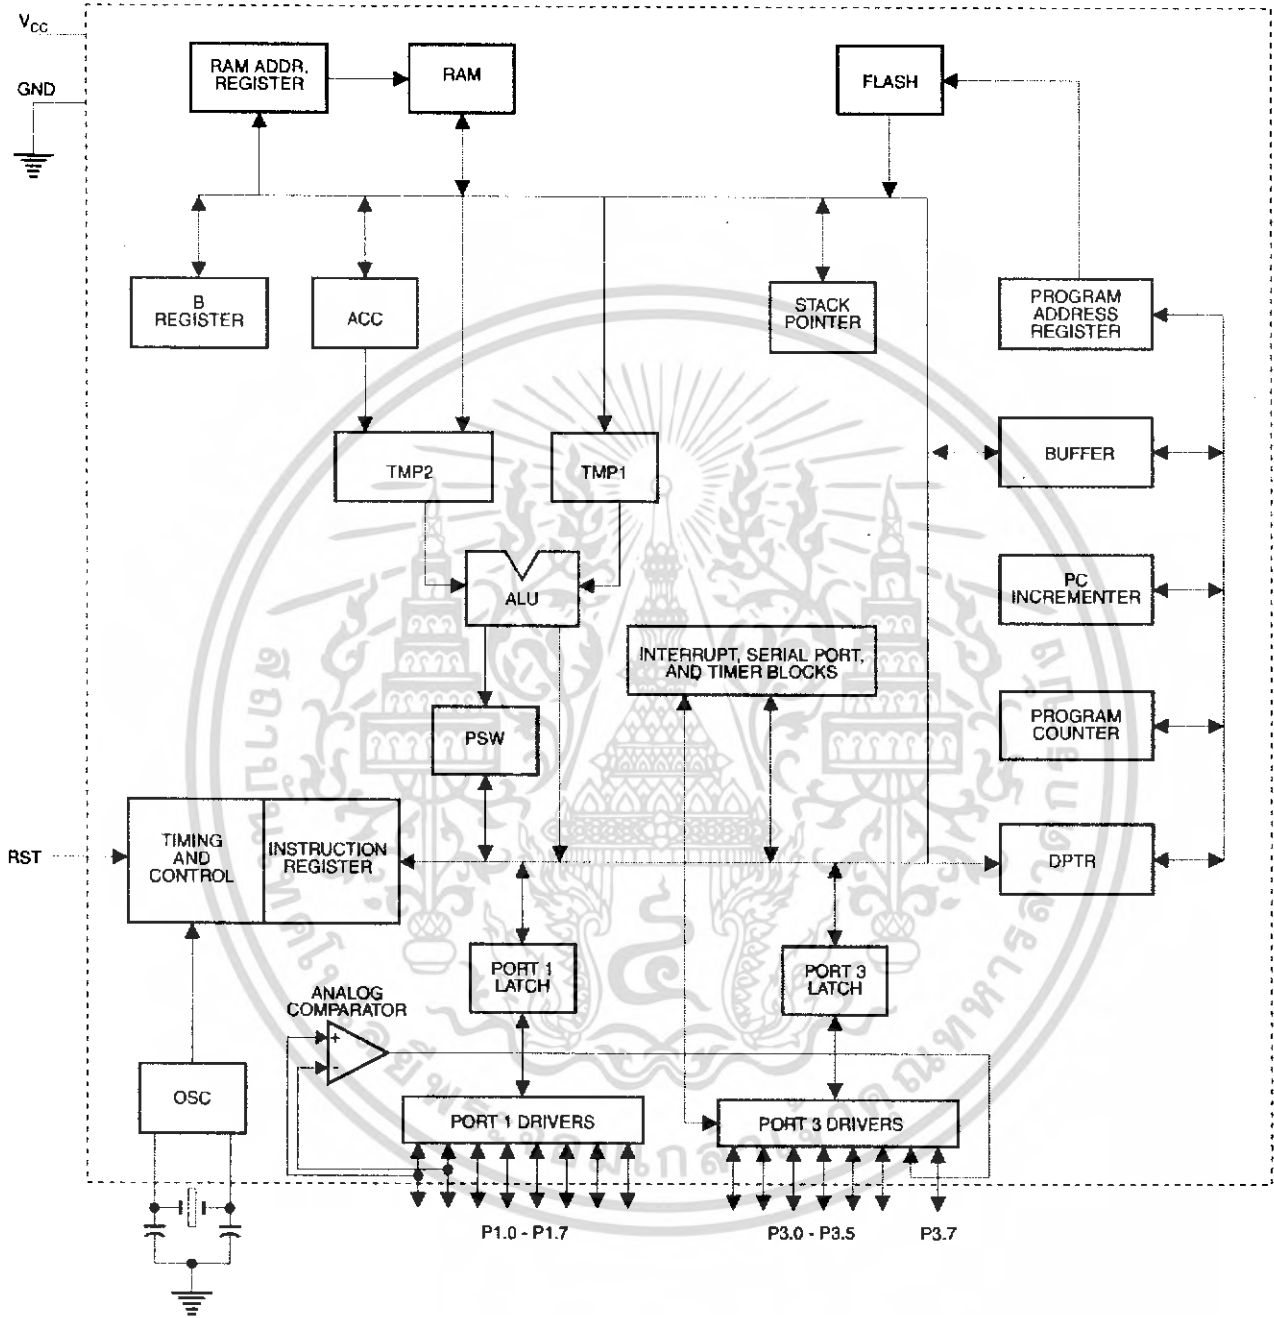 VCC
GND
RAM ADDR.
REGISTER
RAM
FLASH
B
REGISTER
ACC
STACK
POINTER
PROGRAM
ADDRESS
REGISTER
TMP2
TMP1
BUFFER
ALU
PC
INCREMENTER
INTERRUPT, SERIAL PORT,
AND TIMER BLOCKS
PSW
PROGRAM
COUNTER
RST
TIMING
AND
CONTROL
INSTRUCTION
REGISTER
DPTR
PORT 1
LATCH
PORT 3
LATCH
ANALOG
COMPARATOR
+
-
OSC
PORT 1 DRIVERS
PORT 3 DRIVERS
P1.0 - P1.7
P3.0 - P3.5
P3.7